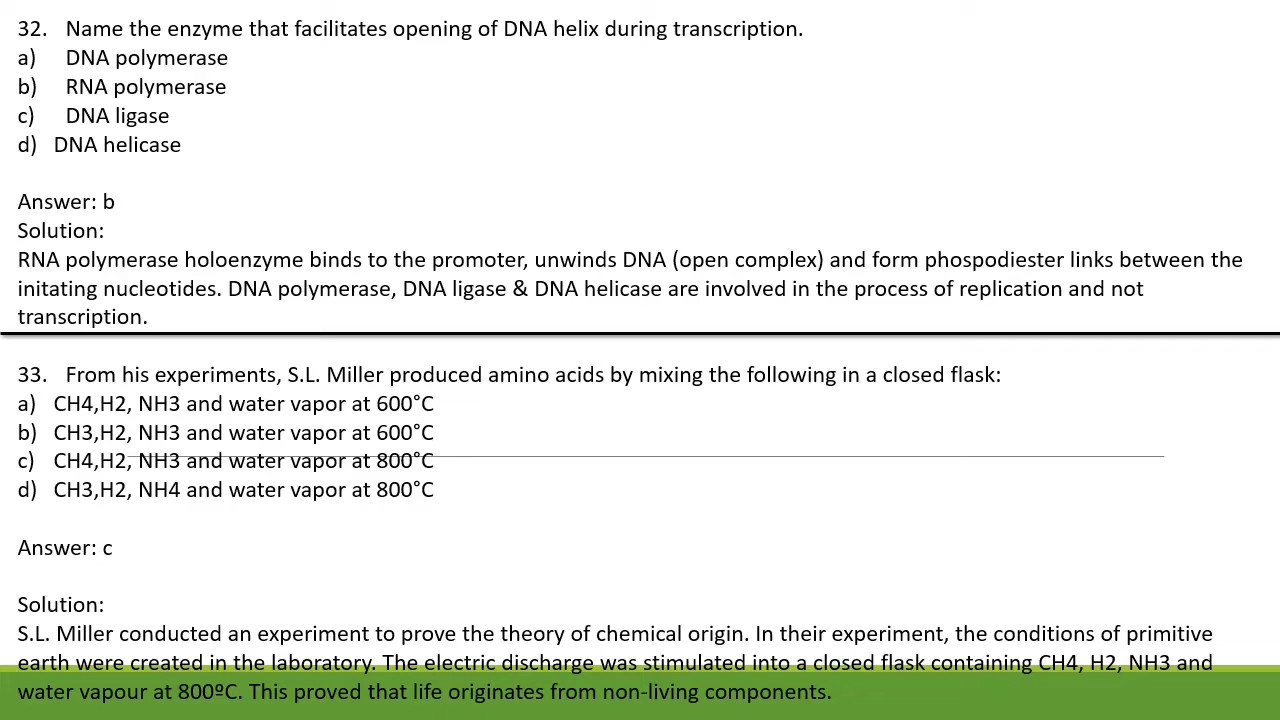 32. Name the enzyme that facilitates opening of DNA helix during transcription.
a) DNA polymerase
b) RNA polymerase
c) DNA ligase
d) DNA helicase
Answer: b
Solution:
RNA polymerase holoenzyme binds to the promoter, unwinds DNA (open complex) and form phospodiester links between the
initating nucleotides. DNA polymerase, DNA ligase & DNA helicase are involved in the process of replication and not
transcription.
33. From his experiments, S.L. Miller produced amino acids by mixing the following in a closed flask:
a) CH4,H2, NH3 and water vapor at 600°C
b) CH3,H2, NH3 and water vapor at 600°C
c) CH4,H2, NH3 and water vapor at 800°C
d) CH3,H2, NH4 and water vapor at 800°C
Answer: c
Solution:
S.L. Miller conducted an experiment to prove the theory of chemical origin. In their experiment, the conditions of primitive
earth were created in the laboratory. The electric discharge was stimulated into a closed flask containing CH4, H2, NH3 and
water vapour at 800ºC. This proved that life originates from non-living components.